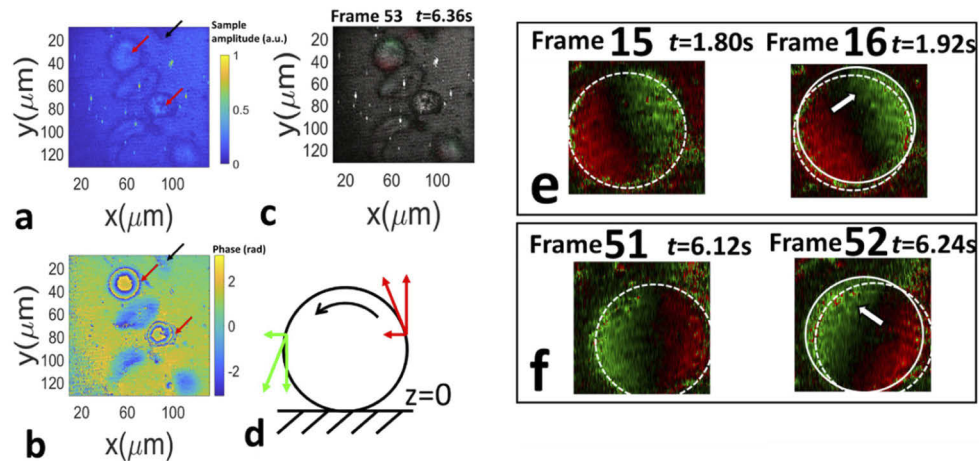 Sample
amplitude (a.u.)
20
40
60
80
100
120
y(μm)
20
60
100
x(μm)
1
0.5
0
a
Frame 53 t=6.36s
20
40
60
80
100
120
y(μm)
20
60
100
x(μm)
c
Phase (rad)
20
40
60
80
100
120
y(μm)
20
60
100
x(μm)
2
0
-2
b
z=0
d
Frame 15 t=1.80s
Frame 16 t=1.92s
e
Frame 51 t=6.12s
Frame 52 t=6.24s
f